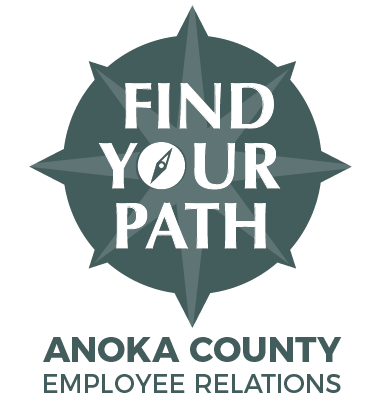 FIND
YOUR
PATH
ANOKA COUNTY
EMPLOYEE RELATIONS